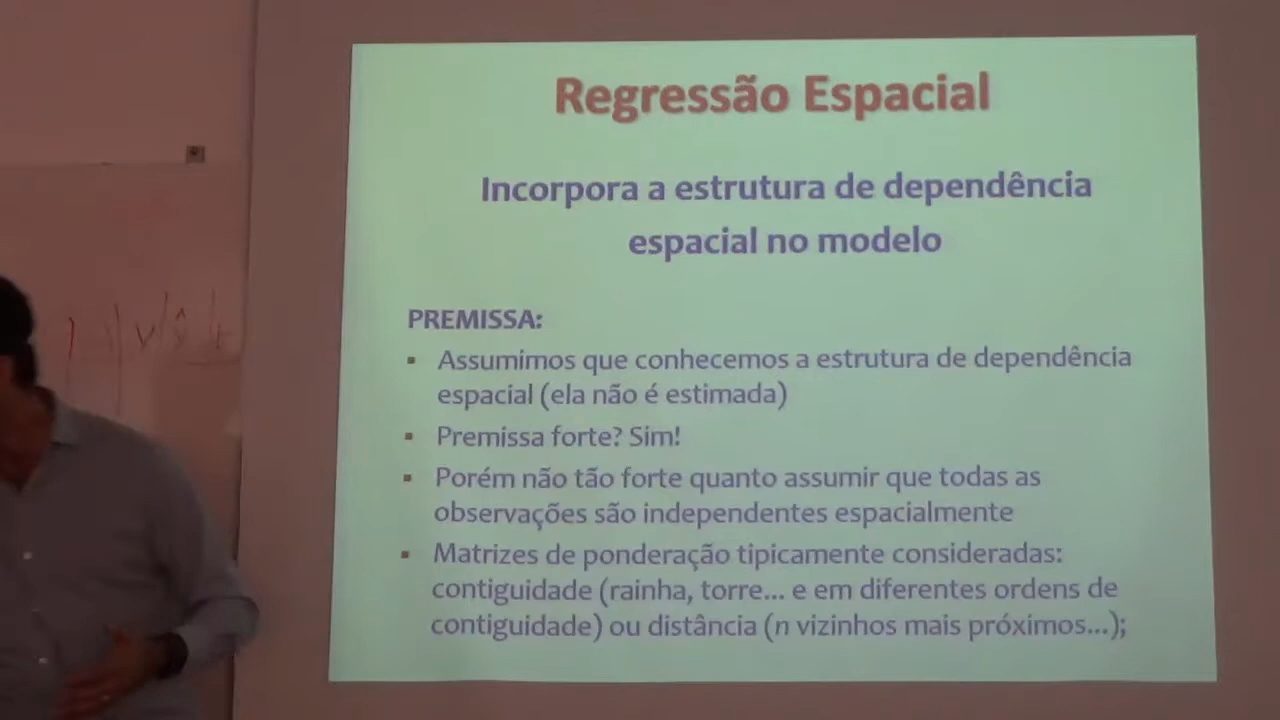 Regressão Espacial
Incorpora a estrutura de dependência
espacial no modelo
PREMISSA:
▪ Assumimos que conhecemos a estrutura de dependência
espacial (ela não é estimada)
▪ Premissa forte? Sim!
▪ Porém não tão forte quanto assumir que todas as
observações são independentes espacialmente
▪ Matrizes de ponderação tipicamente consideradas:
contiguidade (rainha, torre... e em diferentes ordens de
contiguidade) ou distância (n vizinhos mais próximos...);